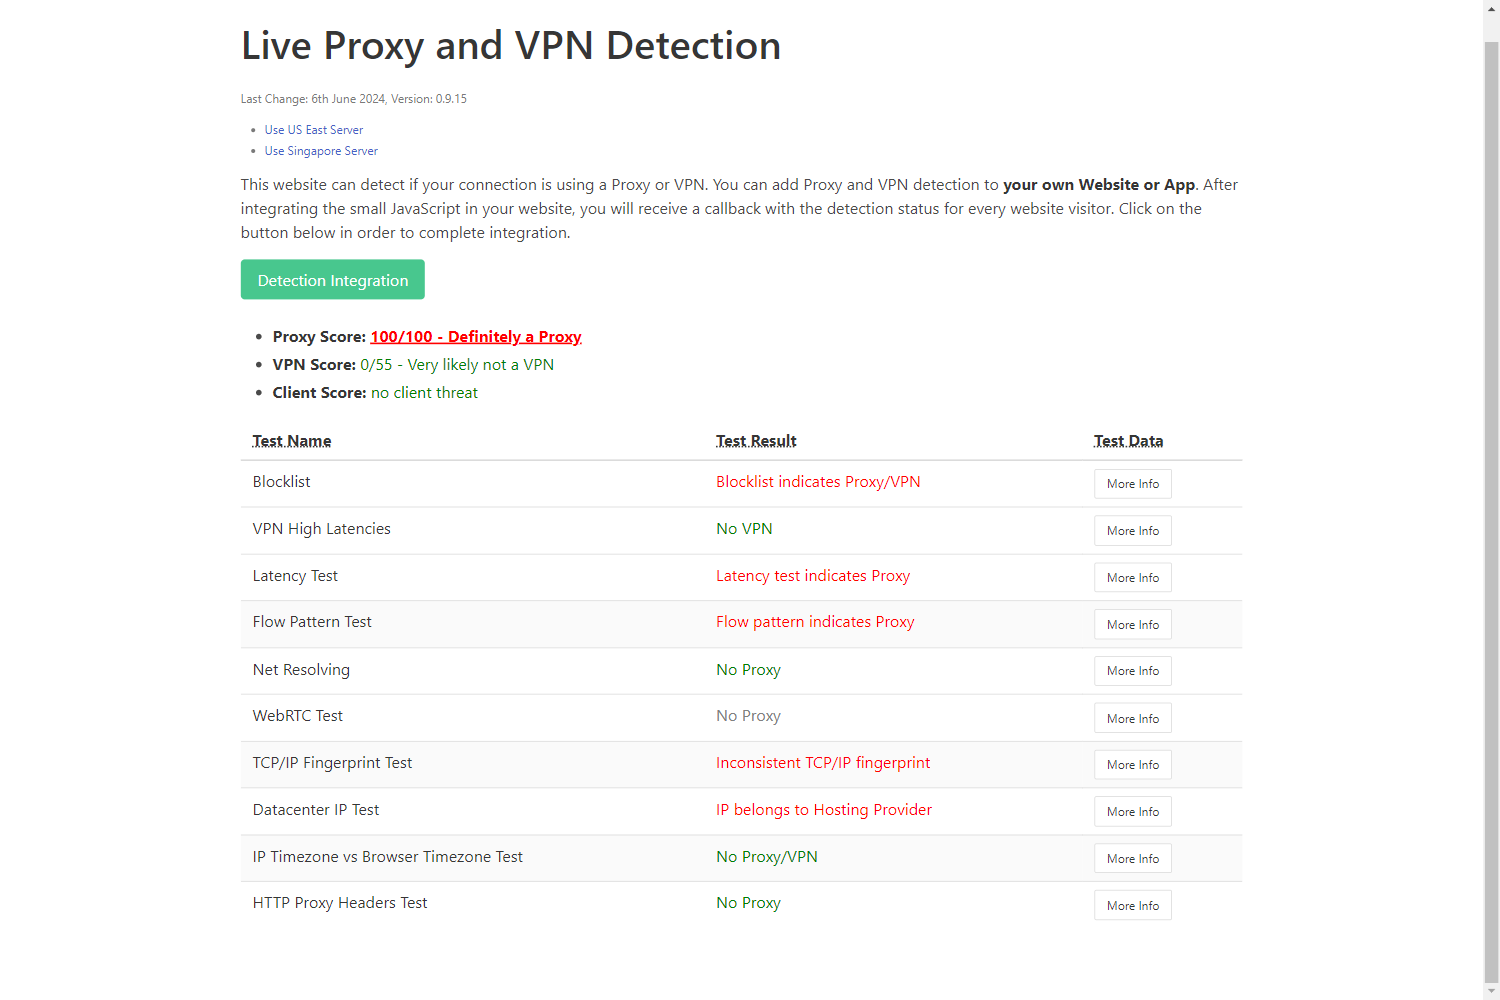 Live Proxy and VPN Detection
Last Change: 6th June 2024, Version: 0.9.15
Use US East Server
Use Singapore Server
This website can detect if your connection is using a Proxy or VPN. You can add Proxy and VPN detection to your own Website or App. After
integrating the small JavaScript in your website, you will receive a callback with the detection status for every website visitor. Click on the
button below in order to complete integration.
Detection Integration
Proxy Score: 100/100 - Definitely a Proxy
VPN Score: 0/55 - Very likely not a VPN
Client Score: no client threat
Test Name Test Result Test Data
Blocklist Blocklist indicates Proxy/VPN More Info
VPN High Latencies No VPN More Info
Latency Test Latency test indicates Proxy More Info
Flow Pattern Test Flow pattern indicates Proxy More Info
Net Resolving No Proxy More Info
WebRTC Test No Proxy More Info
TCP/IP Fingerprint Test Inconsistent TCP/IP fingerprint More Info
Datacenter IP Test IP belongs to Hosting Provider More Info
IP Timezone vs Browser Timezone Test No Proxy/VPN More Info
HTTP Proxy Headers Test No Proxy More Info